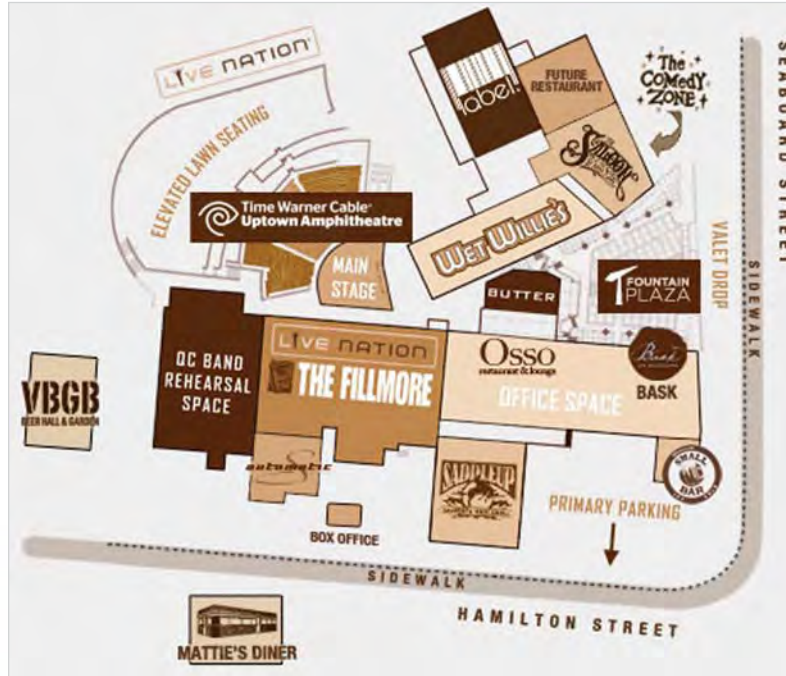 LIVE NATION
ELEVATED LAWN SEATING
Time Warner Cable
Uptown Amphitheatre
MAIN
STAGE
label.
FUTURE
RESTAURANT
The
COMEDY
ZONE
SEABOARD STREET
WET WILLIE'S
VALET DROP
SIDEWALK
FOUNTAIN
PLAZA
BUTTER
QC BAND
REHEARSAL
SPACE
LIVE NATION
THE FILLMORE
OSSO
restaurant & lounge
OFFICE SPACE
BASK
VBGB
BEER HALL & GARDEN
automatic
SADDLEUP
SMALL
BAR
PRIMARY PARKING
BOX OFFICE
SIDEWALK
HAMILTON STREET
MATTIE'S DINER